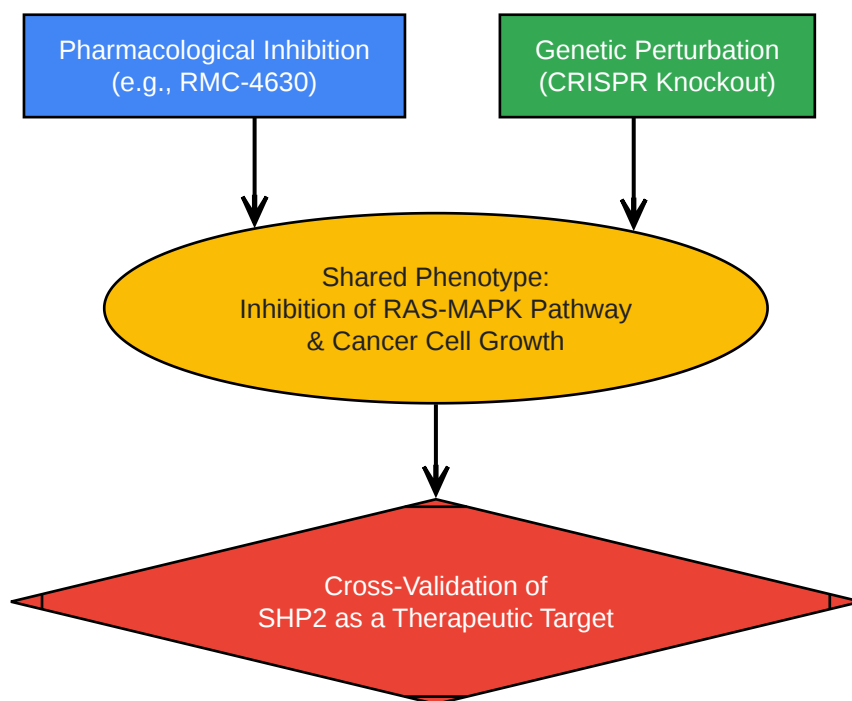 Pharmacological Inhibition
(e.g., RMC-4630)
Genetic Perturbation
(CRISPR Knockout)
Shared Phenotype:
Inhibition of RAS-MAPK Pathway
& Cancer Cell Growth
Cross-Validation of
SHP2 as a Therapeutic Target